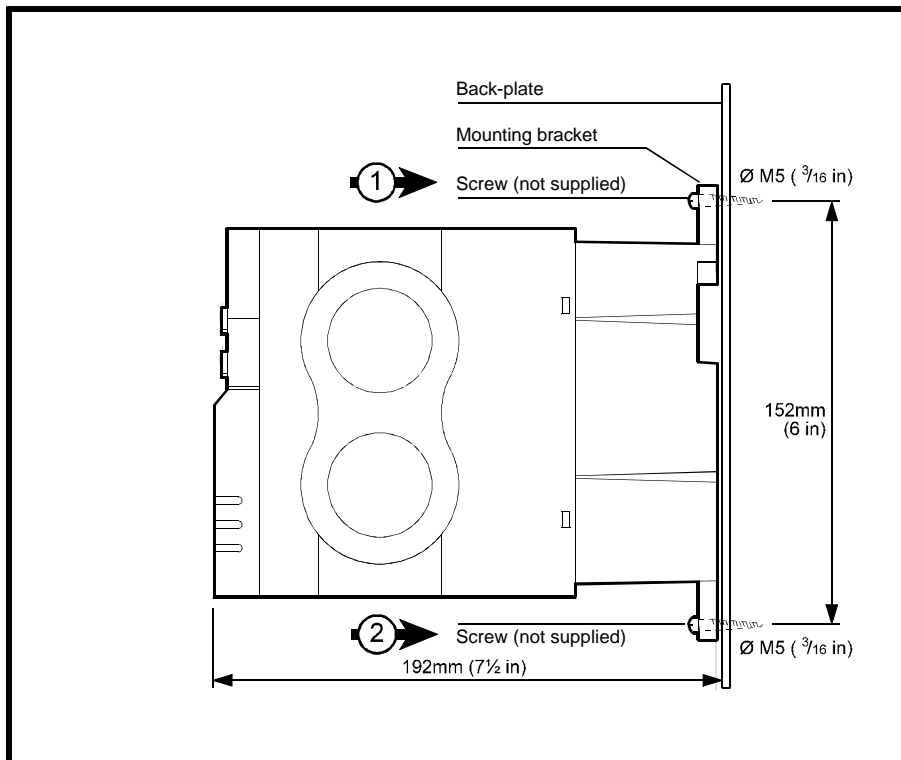 Back-plate
Mounting bracket
1
Screw (not supplied)
Ø M5 ( 3/16 in)
152mm
(6 in)
2
Screw (not supplied)
Ø M5 ( 3/16 in)
192mm (7½ in)